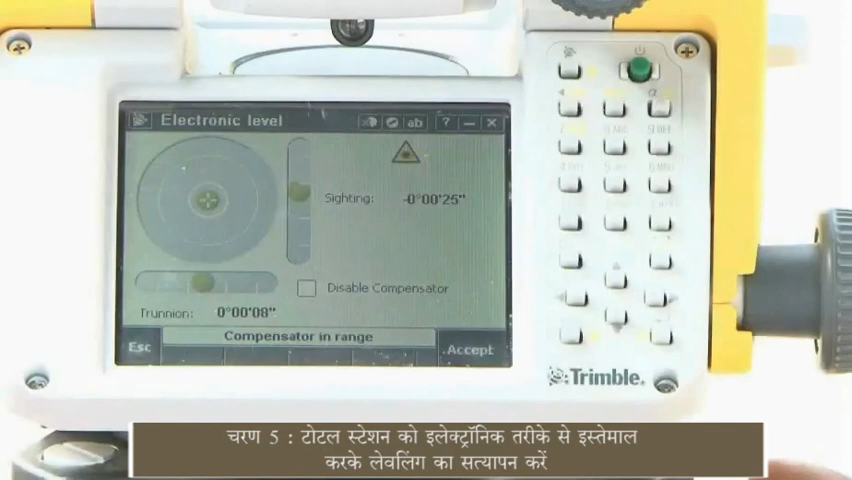 Electronic level
ab ? – ×
Sighting: -0°00'25"
Disable Compensator
Trunnion: 0°00'08"
Compensator in range
Esc
Accept
Trimble.
चरण 5 : टोटल स्टेशन को इलेक्ट्रॉनिक तरीके से इस्तेमाल
करके लेवलिंग का सत्यापन करें